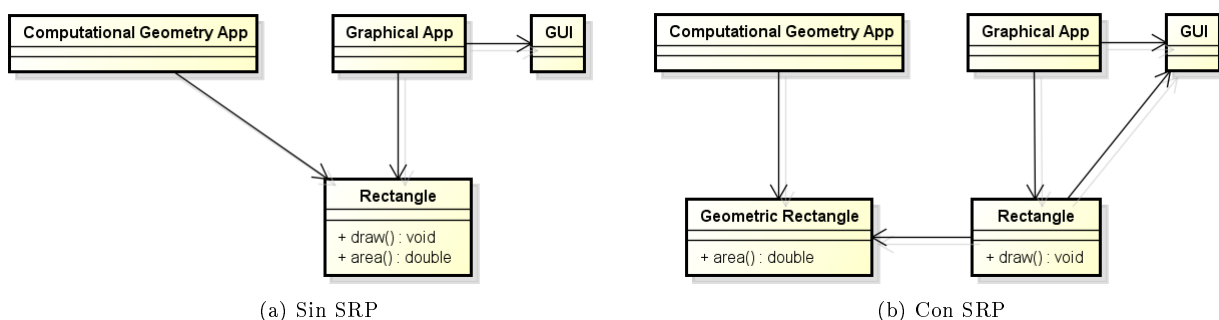 Computational Geometry App
Graphical App
GUI
Rectangle
+ draw() : void
+ area() : double
(a) Sin SRP
Computational Geometry App
Graphical App
GUI
Geometric Rectangle
+ area() : double
Rectangle
+ draw() : void
(b) Con SRP